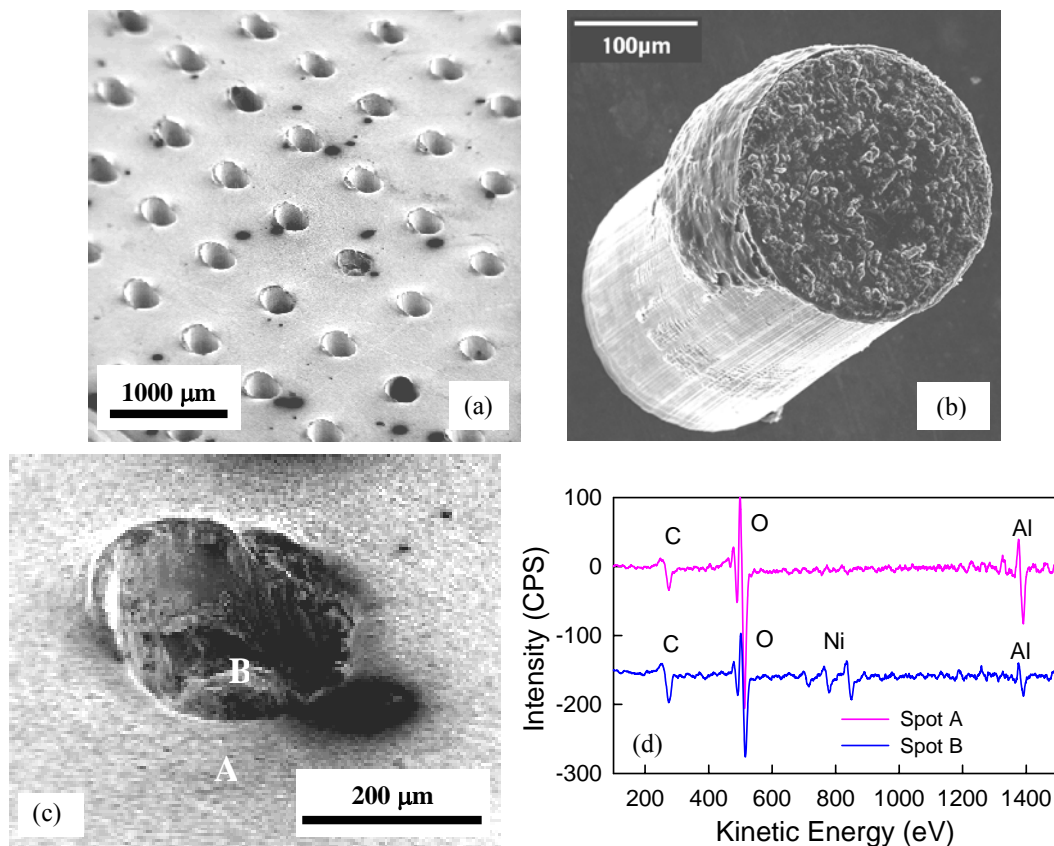 1000 µm
(a)
100µm
(b)
B
A
200 µm
(c)
100
0
-100
-200
-300
Intensity (CPS)
C
O
Al
C
O
Ni
Al
Spot A
Spot B
(d)
200 400 600 800 1000 1200 1400
Kinetic Energy (eV)